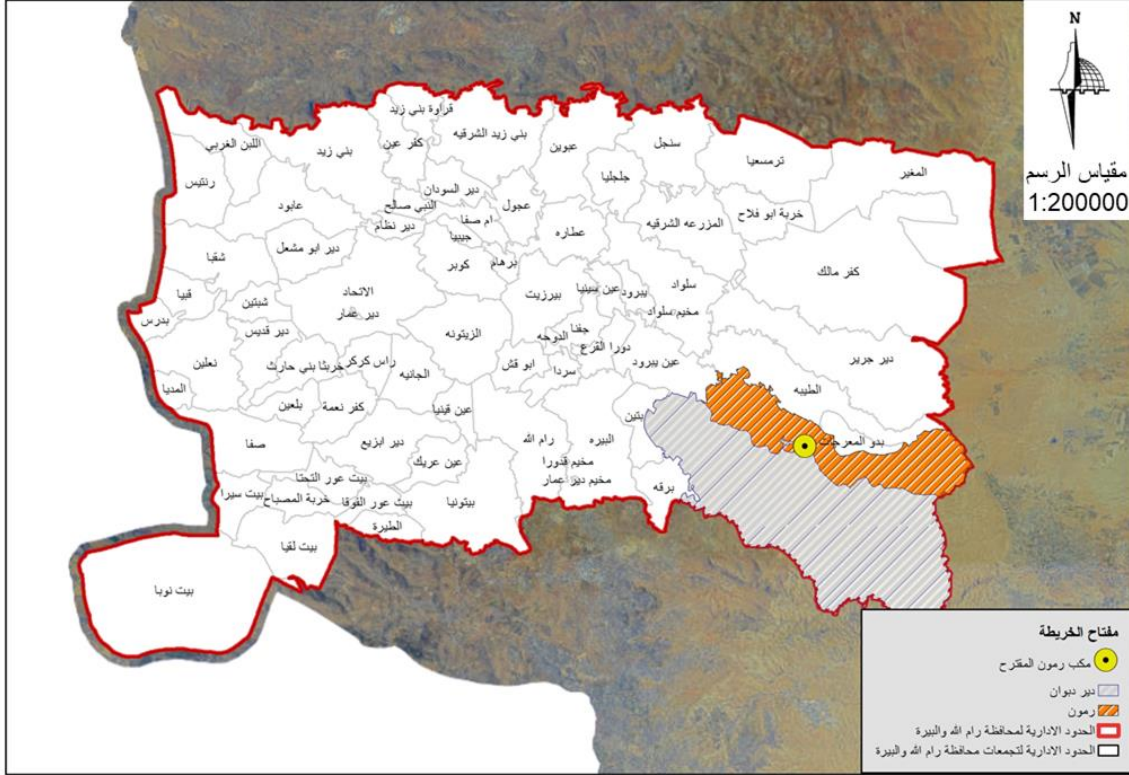 N
مقياس الرسم
1:200000
قراوة بني زيد
بني زيد الشرقيه
كفر عين
بني زيد
اللبن الغربي
رنتيس
عبوين
سنجل
ترمسعيا
المغير
جلجليا
دير السودان
النبي صالح
عجول
عابود
ام صفا
دير نظام
جيبيا
خربة ابو فلاح
المزرعه الشرقيه
عطاره
دير ابو مشعل
شقبا
كوبر
برهام
كفر مالك
سلواد
يبرود
عين سينيا
بيرزيت
الاتحاد
دير عمار
قبيا
شبتين
مخيم سلواد
بدرس
دير قديس
الزيتونه
جفنا
الدوحه
دورا القرع
عين يبرود
دير جرير
نعلين
خربثا بني حارث
راس كركر
الجانيه
ابو قش
سردا
الطيبه
المديا
بلعين
كفر نعمة
عين قينيا
بتين
صفا
دير ابزيع
رام الله
البيره
بدو المعرجات
عين عريك
مخيم قدورا
مخيم دير عمار
برقه
بيت عور التحتا
بيت سيرا
خربة المصباح
بيت عور الفوقا
بيتونيا
الطيرة
بيت لقيا
بيت نوبا
مفتاح الخريطة
مكب رمون المقترح
دير دبوان
رمون
الحدود الادارية لمحافظة رام الله والبيرة
الحدود الادارية لتجمعات محافظة رام الله والبيرة